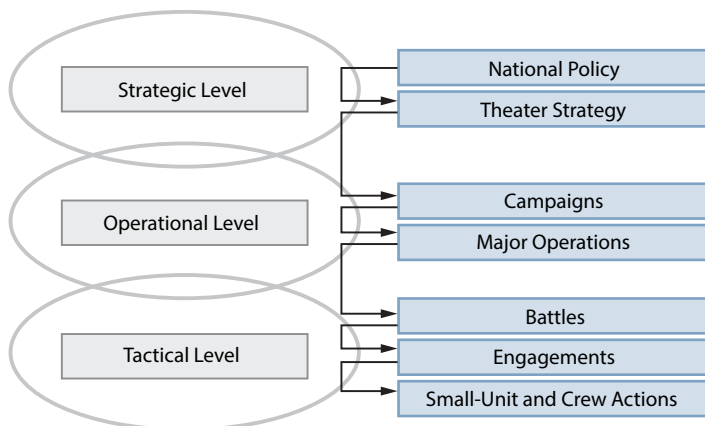 Strategic Level
National Policy
Theater Strategy
Operational Level
Campaigns
Major Operations
Tactical Level
Battles
Engagements
Small-Unit and Crew Actions